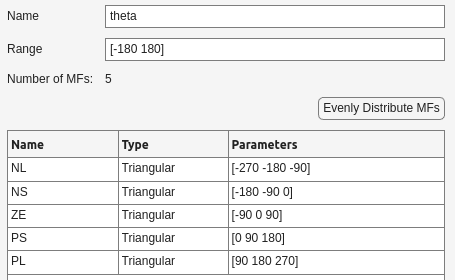 Name theta
Range [-180 180]
Number of MFs: 5
Evenly Distribute MFs
Name Type Parameters
NL Triangular [-270 -180 -90]
NS Triangular [-180 -90 0]
ZE Triangular [-90 0 90]
PS Triangular [0 90 180]
PL Triangular [90 180 270]